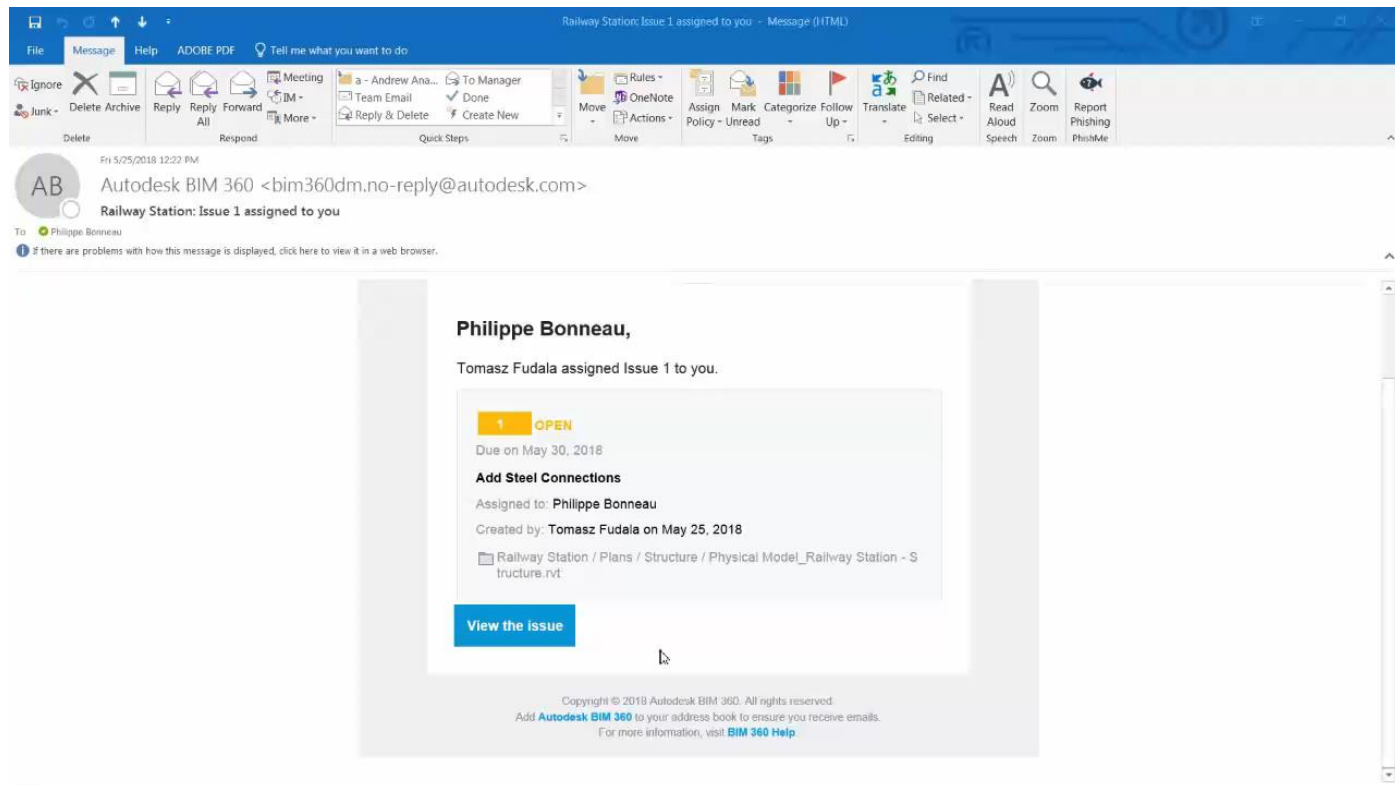 Railway Station: Issue 1 assigned to you - Message (HTML)
File Message Help ADOBE PDF Tell me what you want to do
Ignore
Junk
Delete Archive
Reply Reply All Forward
Meeting
IM
More
a - Andrew Ana... To Manager
Team Email Done
Reply & Delete Create New
Move
Rules
OneNote
Actions
Assign Policy Mark Unread Categorize Follow Up
Translate
Find
Related
Select
Read Aloud
Zoom
Report Phishing
Delete Respond Quick Steps Move Tags Editing Speech Zoom PhishMe
Fri 5/25/2018 12:22 PM
AB
Autodesk BIM 360 <bim360dm.no-reply@autodesk.com>
Railway Station: Issue 1 assigned to you
To Philippe Bonneau
If there are problems with how this message is displayed, click here to view it in a web browser.
Philippe Bonneau,
Tomasz Fudala assigned Issue 1 to you.
1 OPEN
Due on May 30, 2018
Add Steel Connections
Assigned to: Philippe Bonneau
Created by: Tomasz Fudala on May 25, 2018
Railway Station / Plans / Structure / Physical Model_Railway Station - S
tructure.rvt
View the issue
Copyright © 2018 Autodesk BIM 360. All rights reserved.
Add Autodesk BIM 360 to your address book to ensure you receive emails.
For more information, visit BIM 360 Help.